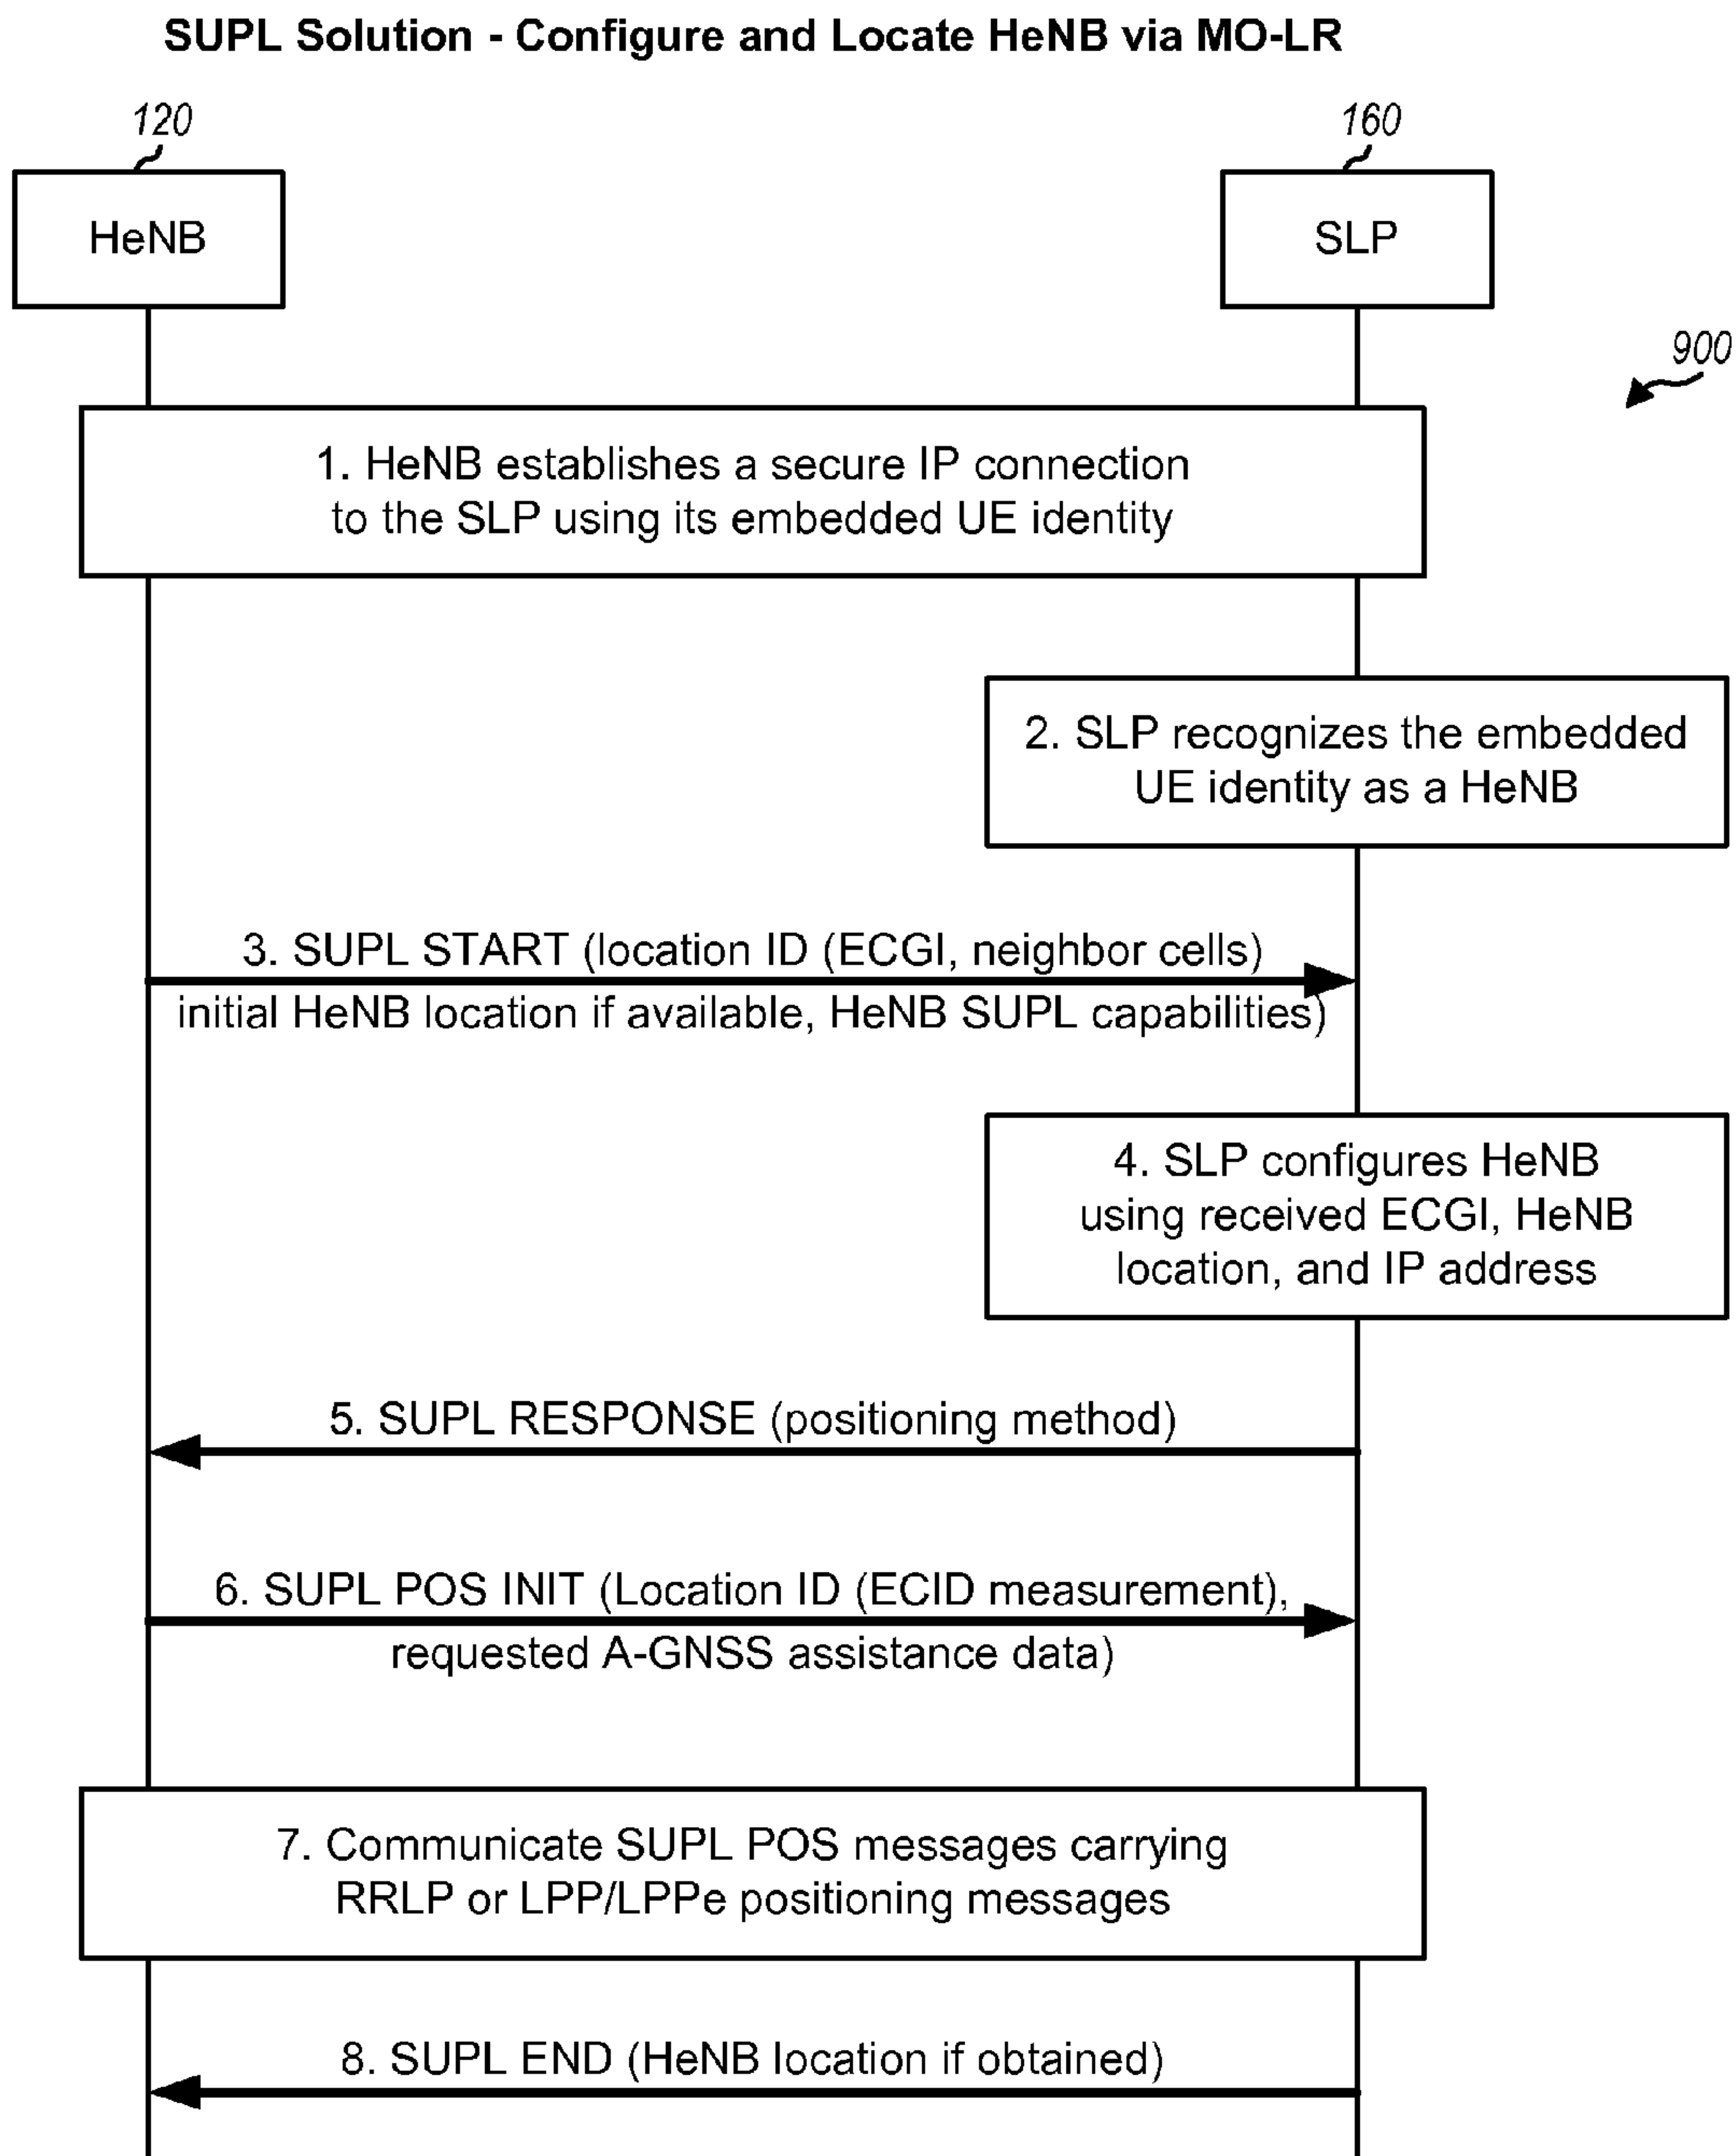 SUPL Solution - Configure and Locate HeNB via MO-LR
120
160
HeNB
SLP
900
1. HeNB establishes a secure IP connection
to the SLP using its embedded UE identity
2. SLP recognizes the embedded
UE identity as a HeNB
3. SUPL START (location ID (ECGI, neighbor cells)
initial HeNB location if available, HeNB SUPL capabilities)
4. SLP configures HeNB
using received ECGI, HeNB
location, and IP address
5. SUPL RESPONSE (positioning method)
6. SUPL POS INIT (Location ID (ECID measurement),
requested A-GNSS assistance data)
7. Communicate SUPL POS messages carrying
RRLP or LPP/LPPe positioning messages
8. SUPL END (HeNB location if obtained)